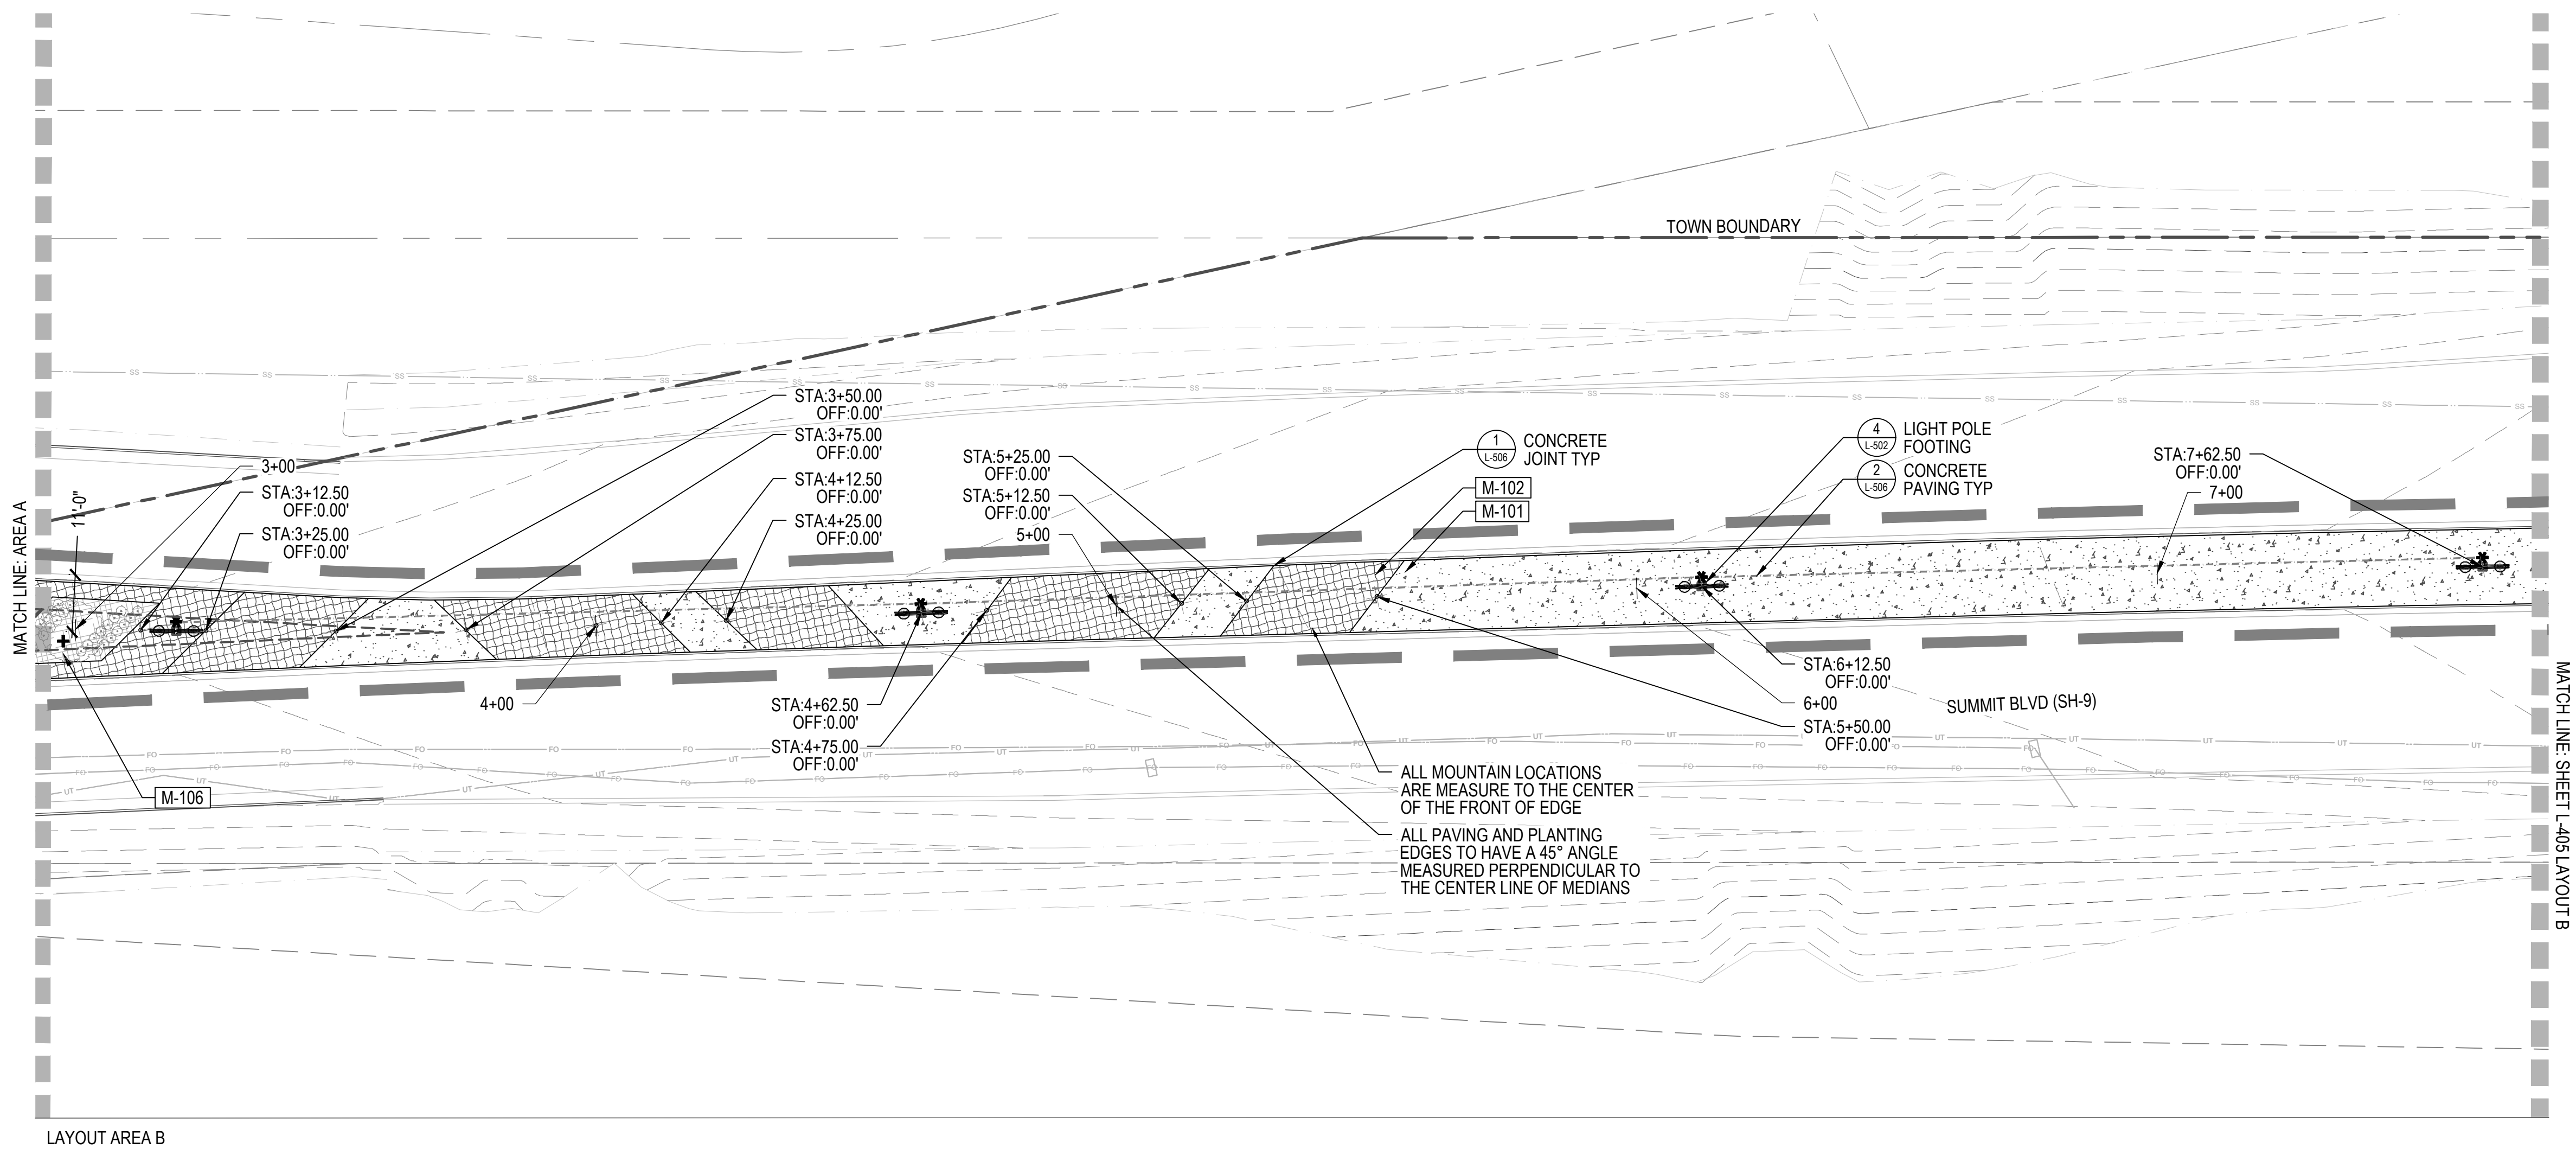 TOWN BOUNDARY
STA:3+50.00
OFF:0.00'
STA:3+75.00
OFF:0.00'
STA:4+12.50
OFF:0.00'
STA:4+25.00
OFF:0.00'
3+00
STA:3+12.50
OFF:0.00'
STA:3+25.00
OFF:0.00'
11'-0"
STA:5+25.00
OFF:0.00'
STA:5+12.50
OFF:0.00'
5+00
1
L-506
CONCRETE
JOINT TYP
M-102
M-101
4
L-502
LIGHT POLE
FOOTING
2
L-506
CONCRETE
PAVING TYP
STA:7+62.50
OFF:0.00'
7+00
MATCH LINE: AREA A
4+00
STA:4+62.50
OFF:0.00'
STA:4+75.00
OFF:0.00'
STA:6+12.50
OFF:0.00'
6+00
STA:5+50.00
OFF:0.00'
SUMMIT BLVD (SH-9)
M-106
ALL MOUNTAIN LOCATIONS
ARE MEASURE TO THE CENTER
OF THE FRONT OF EDGE
ALL PAVING AND PLANTING
EDGES TO HAVE A 45° ANGLE
MEASURED PERPENDICULAR TO
THE CENTER LINE OF MEDIANS
MATCH LINE: SHEET L-405 LAYOUT B
LAYOUT AREA B